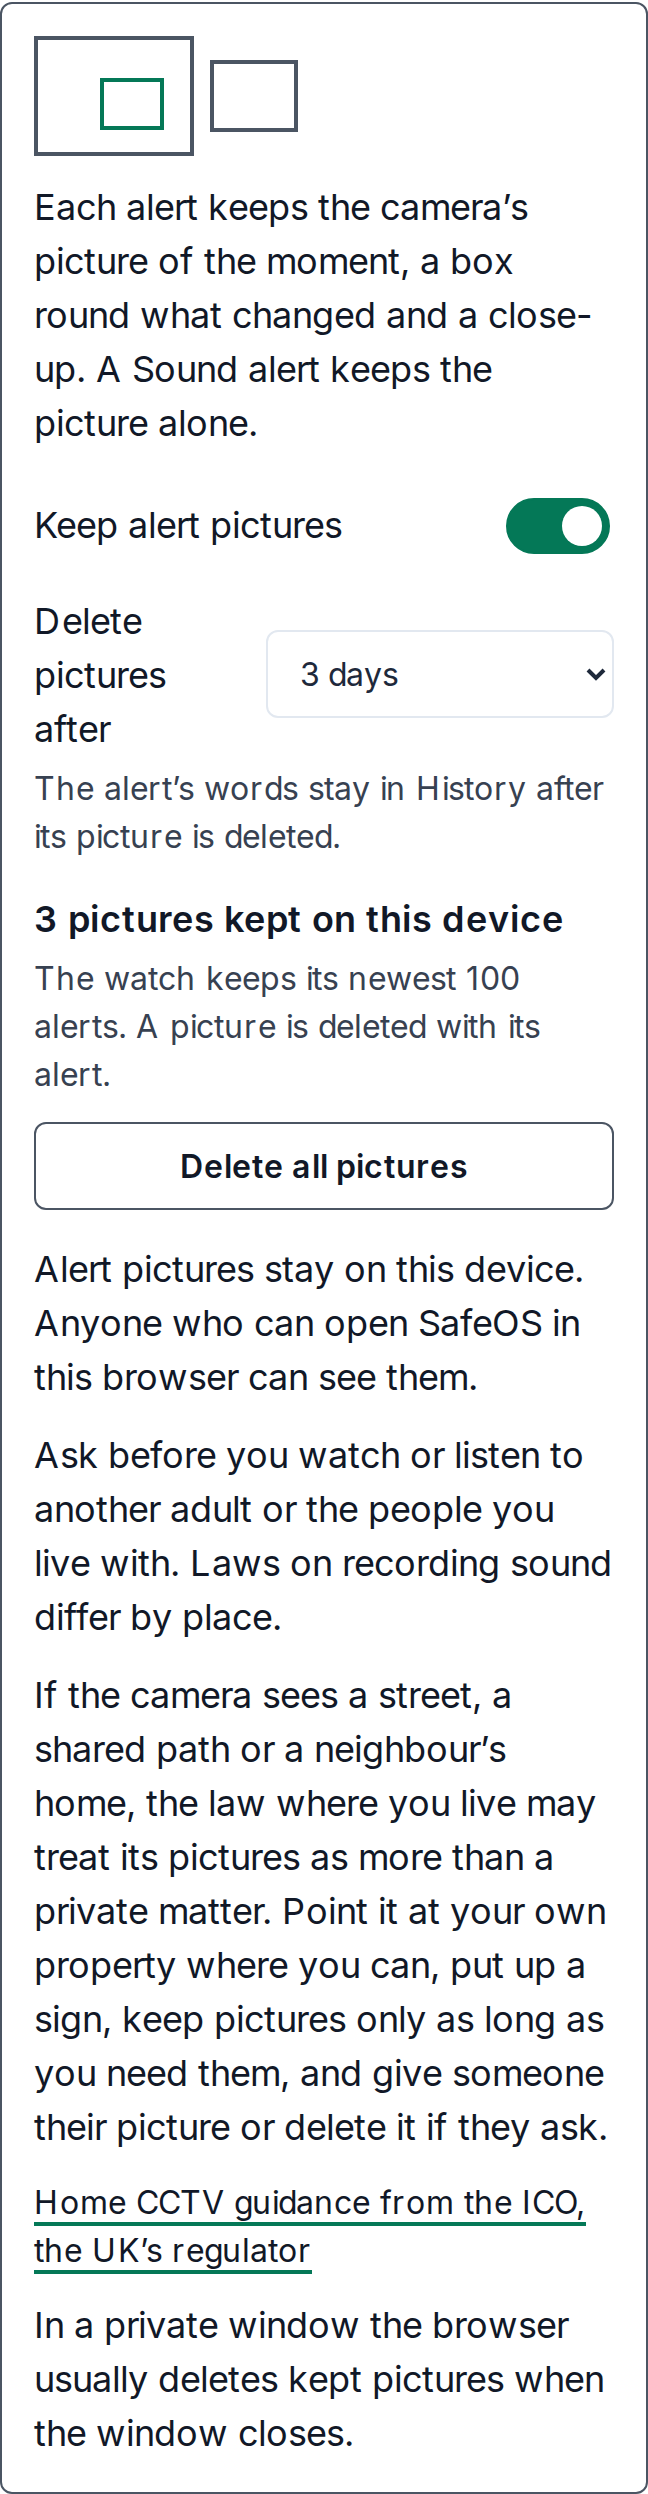 Each alert keeps the camera’s
picture of the moment, a box
round what changed and a close-
up. A Sound alert keeps the
picture alone.
Keep alert pictures
Delete
pictures
after
3 days
The alert’s words stay in History after
its picture is deleted.
3 pictures kept on this device
The watch keeps its newest 100
alerts. A picture is deleted with its
alert.
Delete all pictures
Alert pictures stay on this device.
Anyone who can open SafeOS in
this browser can see them.
Ask before you watch or listen to
another adult or the people you
live with. Laws on recording sound
differ by place.
If the camera sees a street, a
shared path or a neighbour’s
home, the law where you live may
treat its pictures as more than a
private matter. Point it at your own
property where you can, put up a
sign, keep pictures only as long as
you need them, and give someone
their picture or delete it if they ask.
Home CCTV guidance from the ICO,
the UK’s regulator
In a private window the browser
usually deletes kept pictures when
the window closes.